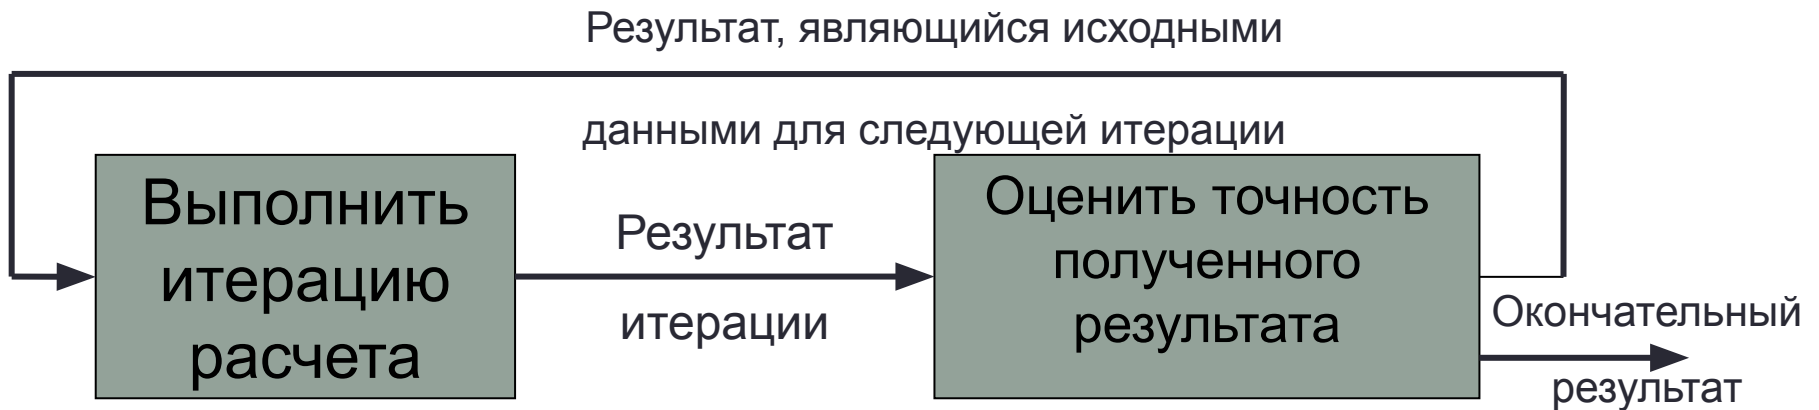 Результат, являющийся исходными
данными для следующей итерации
Выполнить
итерацию
расчета
Результат
итерации
Оценить точность
полученного
результата
Окончательный
результат